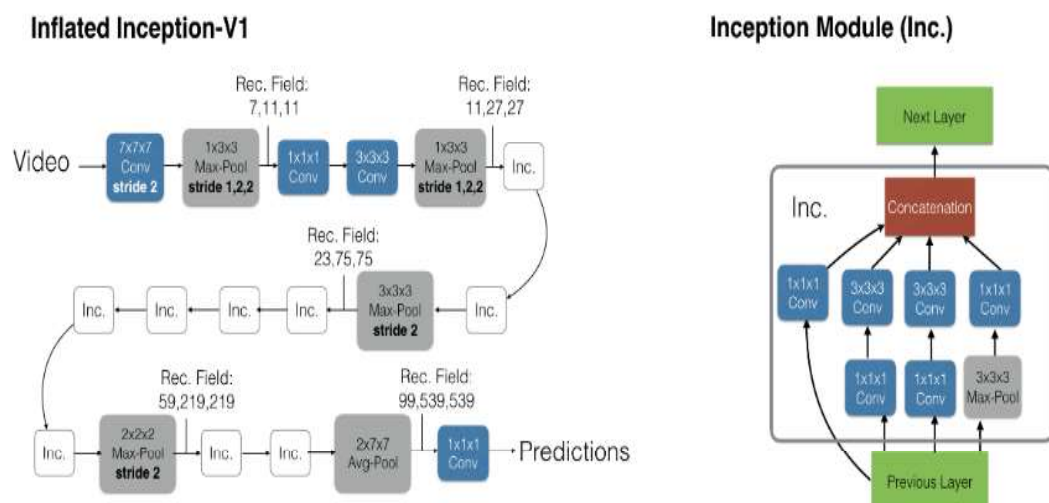 Inflated Inception-V1
Rec. Field:
7,11,11
Rec. Field:
11,27,27
Video
7x7x7
Conv
stride 2
1x3x3
Max-Pool
stride 1,2,2
1x1x1
Conv
3x3x3
Conv
1x3x3
Max-Pool
stride 1,2,2
Inc.
Rec. Field:
23,75,75
Inc.
Inc.
Inc.
Inc.
3x3x3
Max-Pool
stride 2
Inc.
Rec. Field:
59,219,219
Rec. Field:
99,539,539
Inc.
2x2x2
Max-Pool
stride 2
Inc.
Inc.
2x7x7
Avg-Pool
1x1x1
Conv
Predictions
Inception Module (Inc.)
Next Layer
Inc.
Concatenation
1x1x1
Conv
3x3x3
Conv
3x3x3
Conv
1x1x1
Conv
1x1x1
Conv
1x1x1
Conv
3x3x3
Max-Pool
Previous Layer